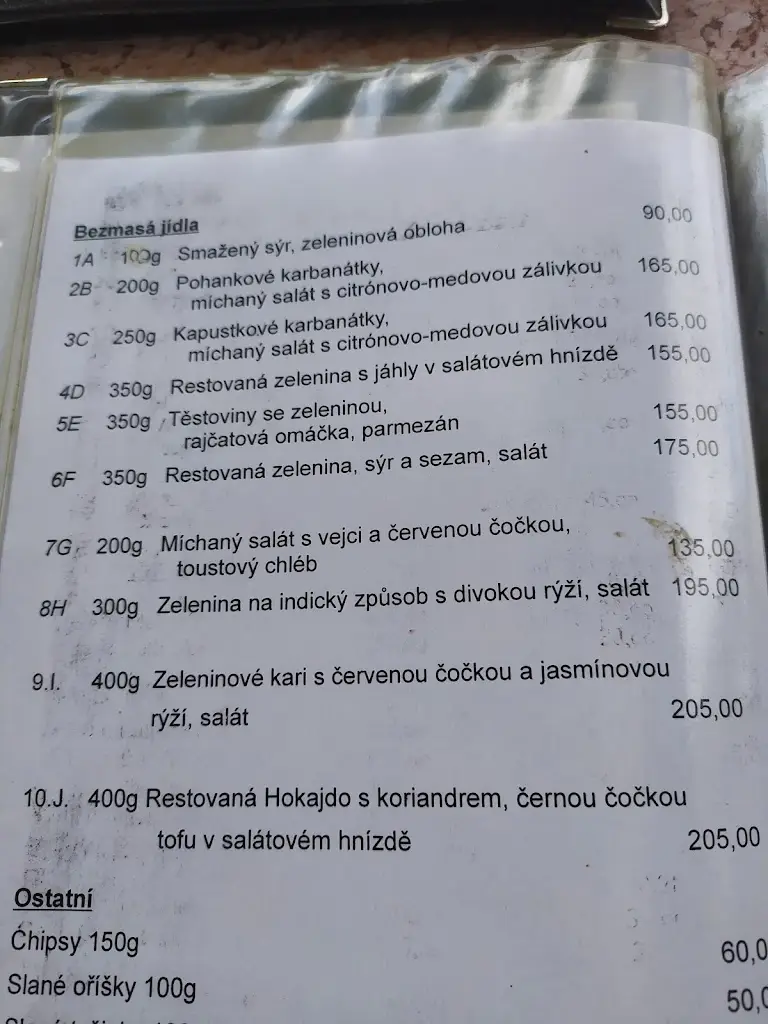 Bezmasá jídla
1A 100g Smažený sýr, zeleninová obloha 90,00
2B 200g Pohankové karbanátky,
míchaný salát s citrónovo-medovou zálivkou 165,00
3C 250g Kapustkové karbanátky,
míchaný salát s citrónovo-medovou zálivkou 165,00
4D 350g Restovaná zelenina s jáhly v salátovém hnízdě 155,00
5E 350g Těstoviny se zeleninou,
rajčatová omáčka, parmezán 155,00
6F 350g Restovaná zelenina, sýr a sezam, salát 175,00
7G 200g Míchaný salát s vejci a červenou čočkou,
toustový chléb 135,00
8H 300g Zelenina na indický způsob s divokou rýží, salát 195,00
9.I. 400g Zeleninové kari s červenou čočkou a jasmínovou
rýží, salát 205,00
10.J. 400g Restovaná Hokajdo s koriandrem, černou čočkou
tofu v salátovém hnízdě 205,00
Ostatní
Chipsy 150g 60,0
Slané oříšky 100g 50,0